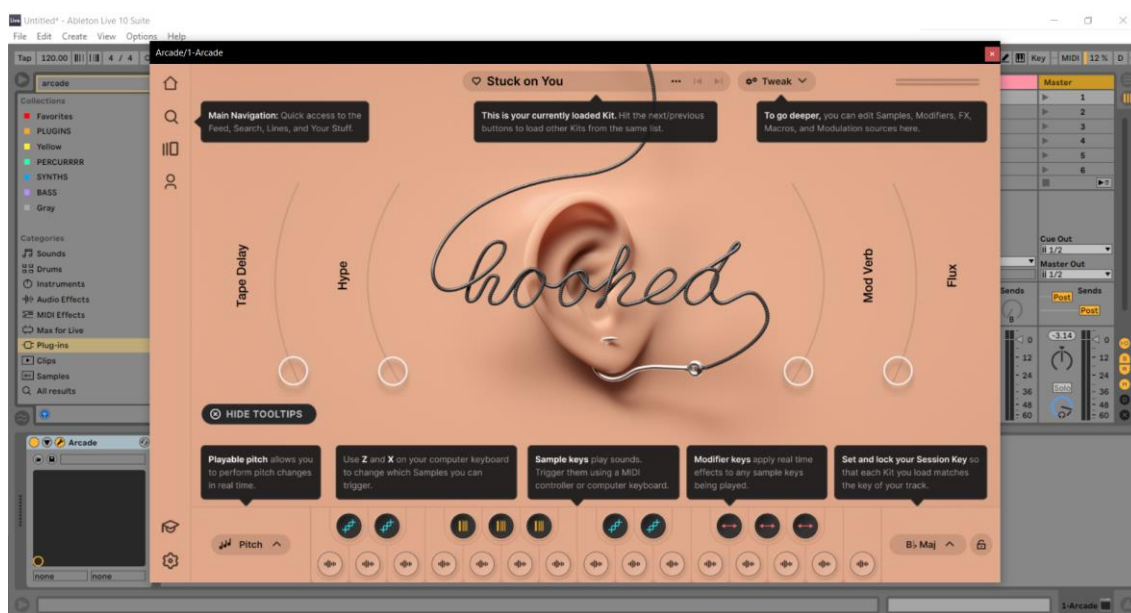 Untitled* - Ableton Live 10 Suite
File Edit Create View Options Help
Tap 120.00 4 / 4
Arcade/1-Arcade
Key MIDI 12 % D
arcade
Collections
Favorites
PLUGINS
Yellow
PERCURRRR
SYNTHS
BASS
Gray
Categories
Sounds
Drums
Instruments
Audio Effects
MIDI Effects
Max for Live
Plug-ins
Clips
Samples
All results
Arcade
none none
Stuck on You
Tweak
Main Navigation: Quick access to the
Feed, Search, Lines, and Your Stuff.
This is your currently loaded Kit. Hit the next/previous
buttons to load other Kits from the same list.
To go deeper, you can edit Samples, Modifiers, FX,
Macros, and Modulation sources here.
Tape Delay
Hype
hooked
Mod Verb
Flux
HIDE TOOLTIPS
Playable pitch allows you
to perform pitch changes
in real time.
Use Z and X on your computer keyboard
to change which Samples you can
trigger.
Sample keys play sounds.
Trigger them using a MIDI
controller or computer keyboard.
Modifier keys apply real time
effects to any sample keys
being played.
Set and lock your Session Key so
that each Kit you load matches
the key of your track.
Pitch
B♭ Maj
Master
1
2
3
4
5
6
Cue Out
ii 1/2
Master Out
ii 1/2
Sends
Sends
Post
Post
B
-3.14
0
0
12
12
24
24
Solo
36
36
48
48
60
60
1-Arcade